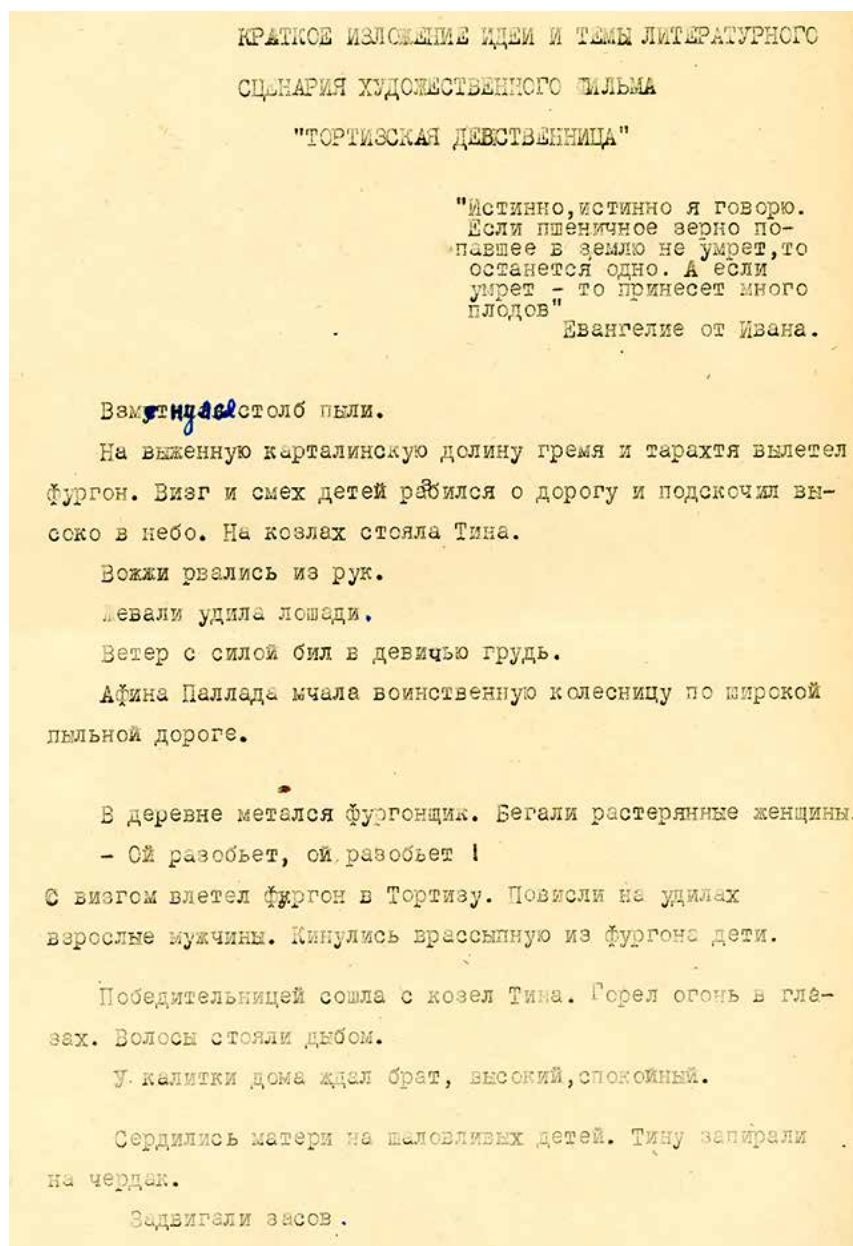 КРАТКОЕ ИЗЛОЖЕНИЕ ИДЕИ И ТЕМЫ ЛИТЕРАТУРНОГО
СЦЕНАРИЯ ХУДОЖЕСТВЕННОГО ФИЛЬМА
"ТОРТИЗСКАЯ ДЕВСТВЕННИЦА"
"Истинно,истинно я говорю.
Если пшеничное зерно по-
павшее в землю не умрет,то
останется одно. А если
умрет - то принесет много
плодов"
Евангелие от Ивана.
Взметнулся столб пыли.
На выженную карталинскую долину гремя и тарахтя вылетел
фургон. Визг и смех детей разбился о дорогу и подскочил вы-
соко в небо. На козлах стояла Тина.
Вожжи рвались из рук.
Жевали удила лошади.
Ветер с силой бил в девичью грудь.
Афина Паллада мчала воинственную колесницу по широкой
пыльной дороге.
В деревне метался фургонщик. Бегали растерянные женщины.
- Ой разобьет, ой разобьет !
С визгом влетел фургон в Тортизу. Повисли на удилах
взрослые мужчины. Кинулись врассыпную из фургона дети.
Победительницей сошла с козел Тина. Горел огонь в гла-
зах. Волосы стояли дыбом.
У калитки дома ждал брат, высокий,спокойный.
Сердились матери на шаловливых детей. Тину запирали
на чердак.
Задвигали засов.